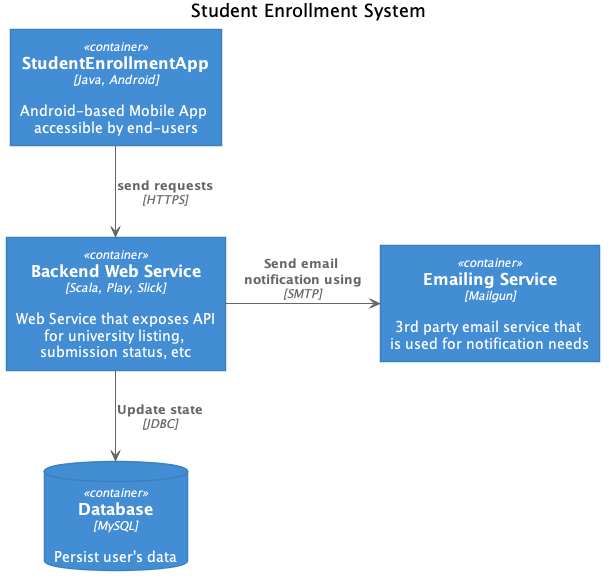 Student Enrollment System
«container»
StudentEnrollmentApp
[Java, Android]
Android-based Mobile App
accessible by end-users
send requests
[HTTPS]
«container»
Backend Web Service
[Scala, Play, Slick]
Web Service that exposes API
for university listing,
submission status, etc
Send email
notification using
[SMTP]
«container»
Emailing Service
[Mailgun]
3rd party email service that
is used for notification needs
Update state
[JDBC]
«container»
Database
[MySQL]
Persist user's data